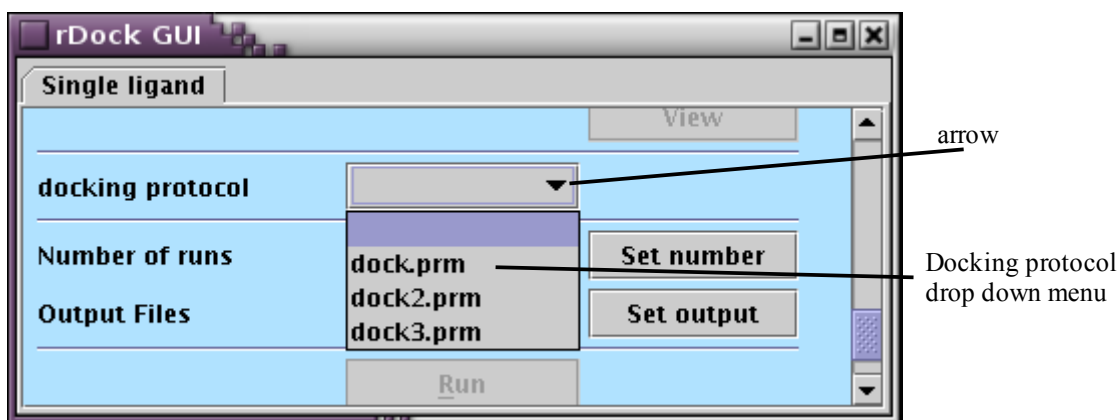 rDock GUI
Single ligand
View
arrow
docking protocol
Number of runs
Set number
dock.prm
Docking protocol
drop down menu
dock2.prm
Output Files
Set output
dock3.prm
Run